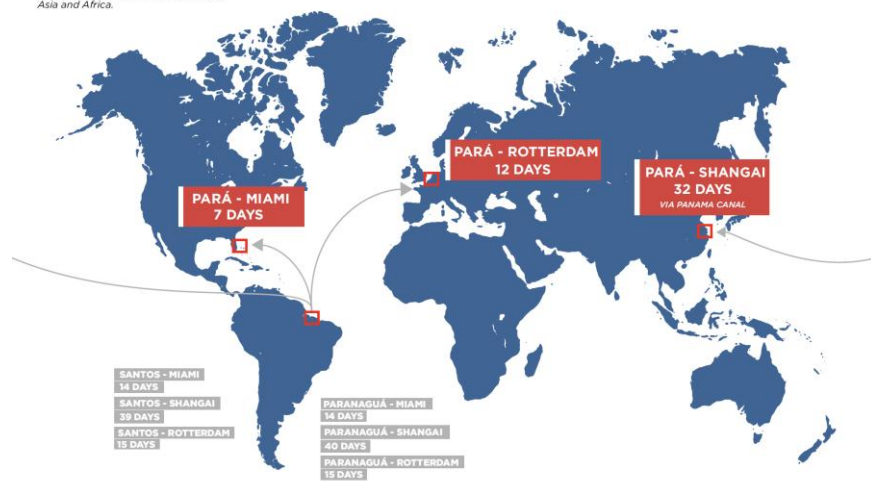 Asia and Africa.
PARÁ - ROTTERDAM
12 DAYS
PARÁ - SHANGAI
32 DAYS
VIA PANAMA CANAL
PARÁ - MIAMI
7 DAYS
SANTOS - MIAMI
14 DAYS
SANTOS - SHANGAI
39 DAYS
SANTOS - ROTTERDAM
15 DAYS
PARANAGUÁ - MIAMI
14 DAYS
PARANAGUÁ - SHANGAI
40 DAYS
PARANAGUÁ - ROTTERDAM
15 DAYS